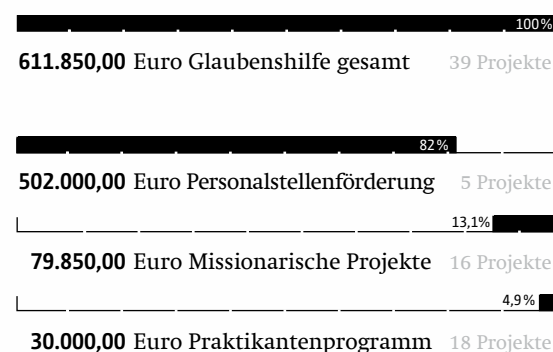 100%
611.850,00 Euro Glaubenshilfe gesamt 39 Projekte
82%
502.000,00 Euro Personalstellenförderung 5 Projekte
13,1%
79.850,00 Euro Missionarische Projekte 16 Projekte
4,9%
30.000,00 Euro Praktikantenprogramm 18 Projekte